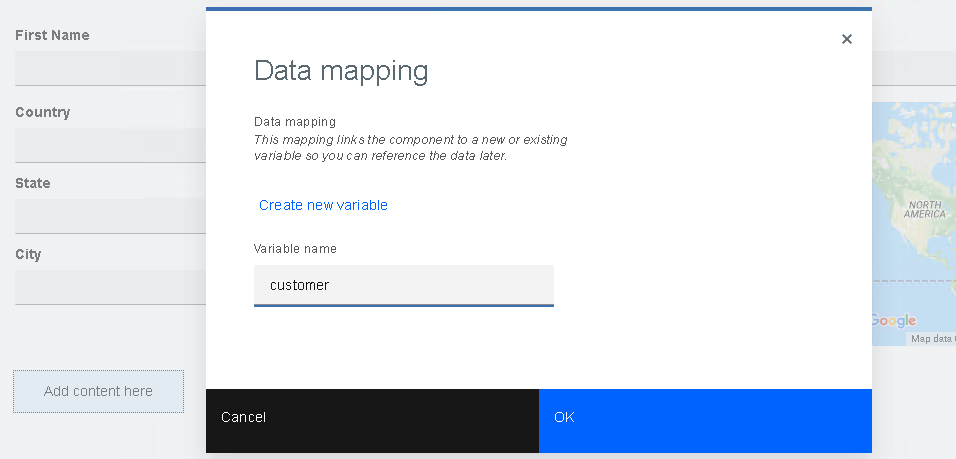 First Name
Country
State
City
Add content here
×
Data mapping
Data mapping
This mapping links the component to a new or existing
variable so you can reference the data later.
Create new variable
Variable name
customer
Cancel
OK
NORTH
AMERICA
Google
Map data